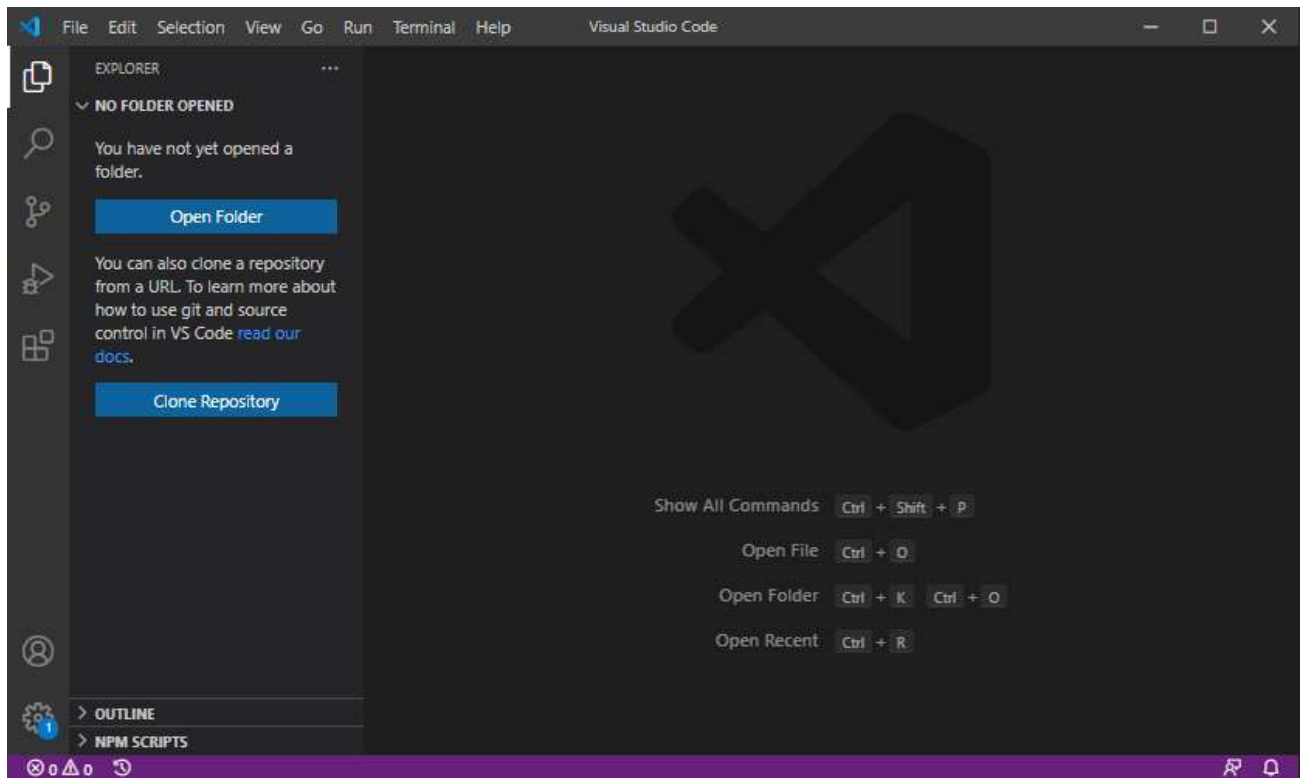 File Edit Selection View Go Run Terminal Help Visual Studio Code
EXPLORER
NO FOLDER OPENED
You have not yet opened a
folder.
Open Folder
You can also clone a repository
from a URL. To learn more about
how to use git and source
control in VS Code read our
docs.
Clone Repository
Show All Commands Ctrl + Shift + P
Open File Ctrl + O
Open Folder Ctrl + K Ctrl + O
Open Recent Ctrl + R
1
OUTLINE
NPM SCRIPTS
0 0